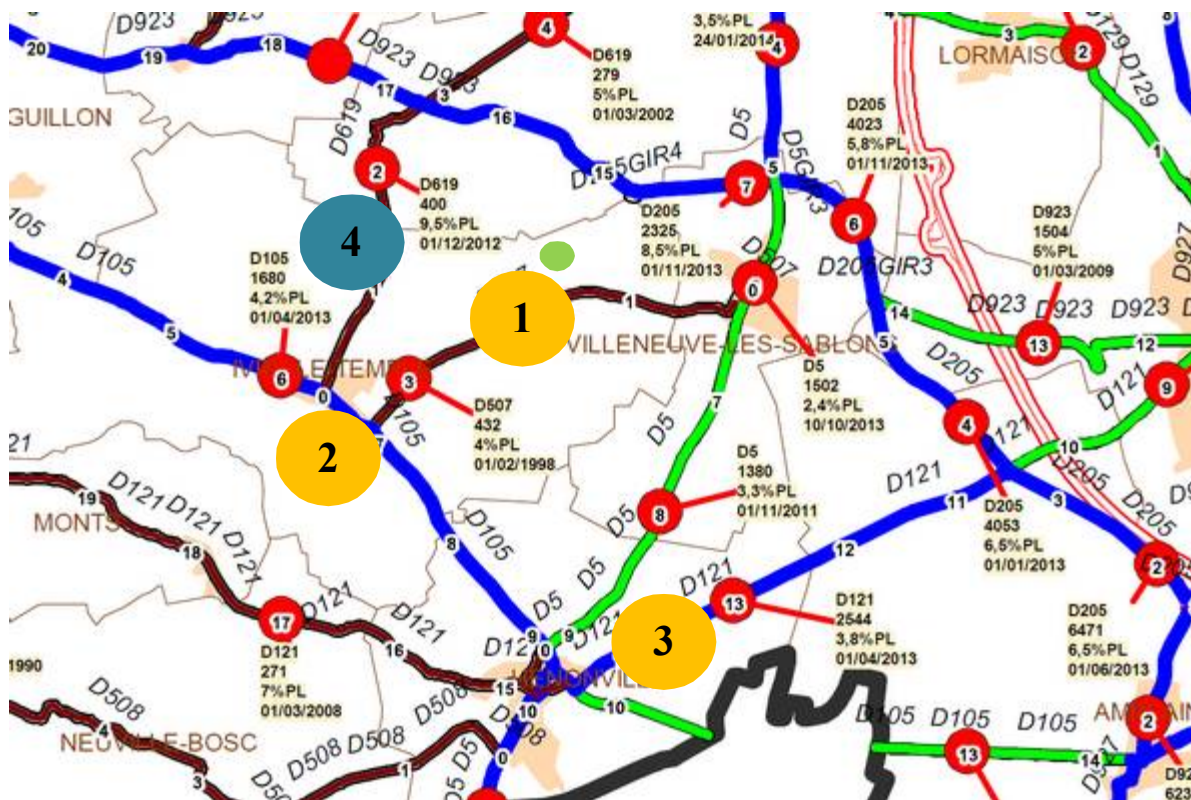 D923
20
19
18
D923
17
D923
3
16
4
D619
279
5%PL
01/03/2002
3,5%PL
24/01/2014
4
LORMAISO
3
2
D129
D129
1
GUILLON
D619
2
D619
400
9,5%PL
01/12/2012
15
D5
5
7
D205
4023
5,8%PL
01/11/2013
6
D205
2325
8,5%PL
01/11/2013
D923
1504
5%PL
01/03/2009
D927
105
4
D105
5
D105
1680
4,2%PL
01/04/2013
4
1
1
0
D205GIR3
14
D923
D923
D923
13
12
VILLENEUVE-LES-SABLONS
5
D205
D5
1502
2,4%PL
10/10/2013
D121
9
6
0
3
D507
432
4%PL
01/02/1998
2
7
D5
4
10
D121
11
D205
3
D205
D205
4053
6,5%PL
01/01/2013
21
19
D121
D121
D121
MONTS
18
D5
1380
3,3%PL
01/11/2011
8
D5
12
8
D105
D5
D5
D121
13
D121
2544
3,8%PL
01/04/2013
2
D205
6471
6,5%PL
01/06/2013
17
D121
D121
271
7%PL
01/03/2008
D121
16
9
9
0
3
15
10
10
1990
D508
4
NEUVILLE-BOSC
D508
D508
D508
3
1
D5
0
D5
D105
D105
D105
13
14
2